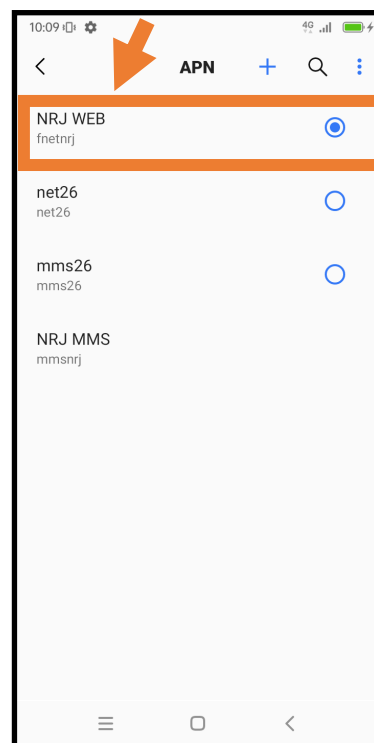 10:09
4G
APN
NRJ WEB
fnetnrj
net26
net26
mms26
mms26
NRJ MMS
mmsnrj